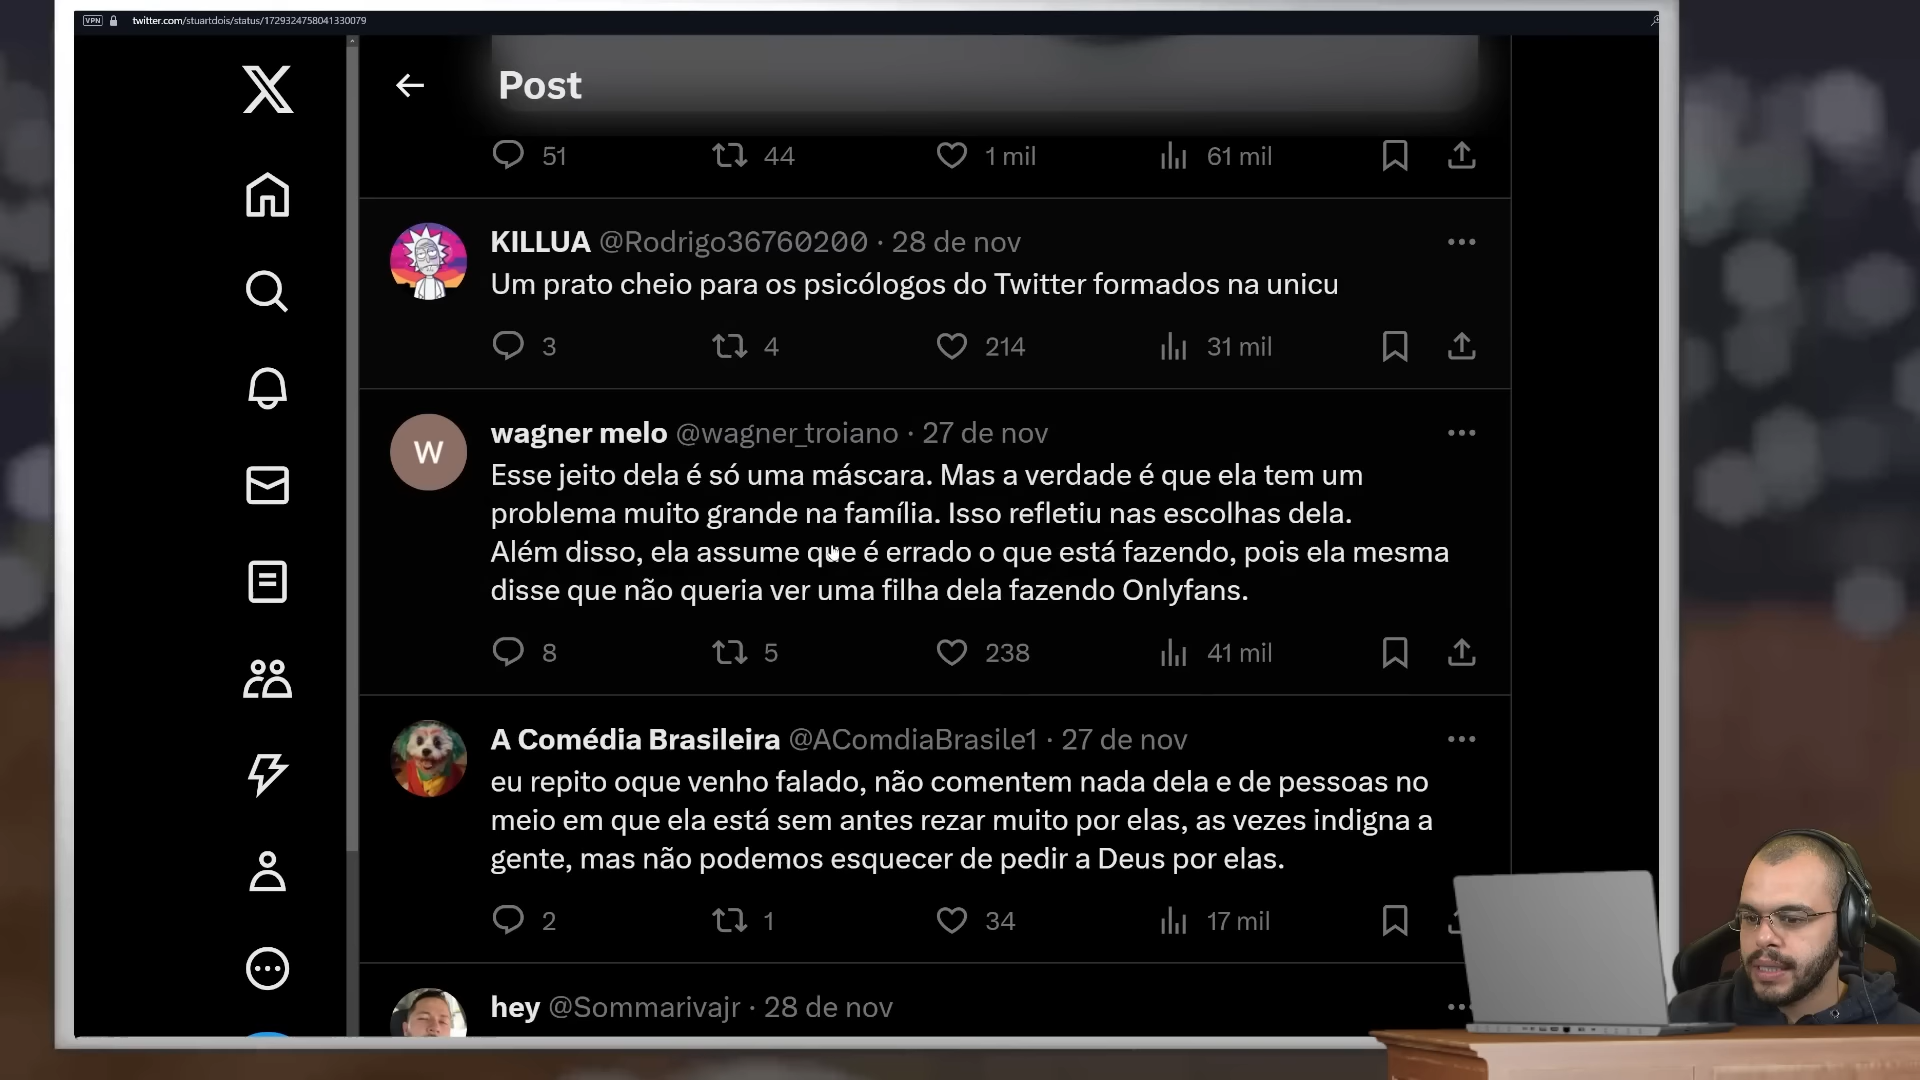 VPN twitter.com/stuartdois/status/1729324758041330079
Post
51 44 1 mil 61 mil
KILLUA @Rodrigo36760200 · 28 de nov
Um prato cheio para os psicólogos do Twitter formados na unicu
3 4 214 31 mil
W
wagner melo @wagner_troiano · 27 de nov
Esse jeito dela é só uma máscara. Mas a verdade é que ela tem um
problema muito grande na família. Isso refletiu nas escolhas dela.
Além disso, ela assume que é errado o que está fazendo, pois ela mesma
disse que não queria ver uma filha dela fazendo Onlyfans.
8 5 238 41 mil
A Comédia Brasileira @AComdiaBrasile1 · 27 de nov
eu repito oque venho falado, não comentem nada dela e de pessoas no
meio em que ela está sem antes rezar muito por elas, as vezes indigna a
gente, mas não podemos esquecer de pedir a Deus por elas.
2 1 34 17 mil
hey @Sommarivajr · 28 de nov